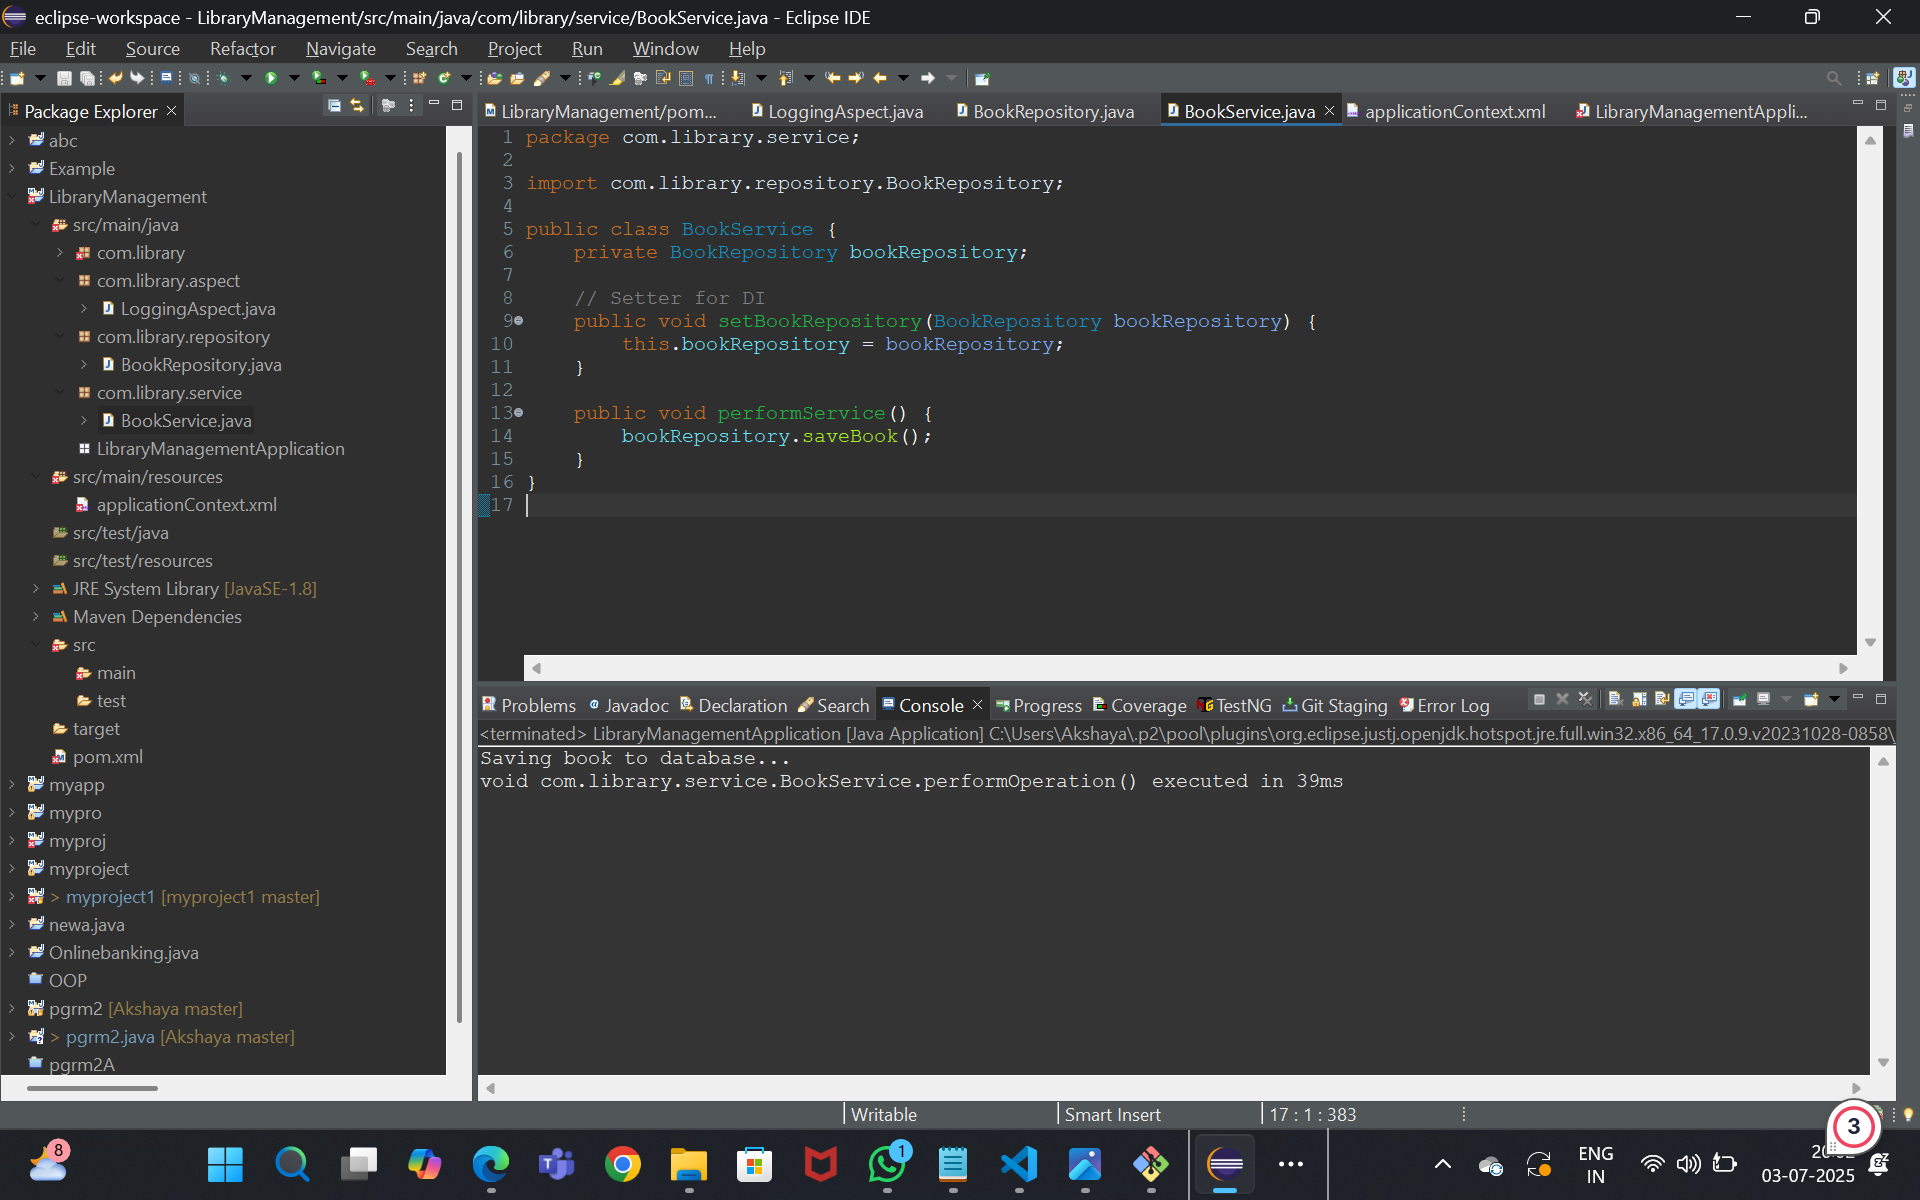 eclipse-workspace - LibraryManagement/src/main/java/com/library/service/BookService.java - Eclipse IDE
File Edit Source Refactor Navigate Search Project Run Window Help
Package Explorer
abc
Example
LibraryManagement
src/main/java
com.library
com.library.aspect
LoggingAspect.java
com.library.repository
BookRepository.java
com.library.service
BookService.java
LibraryManagementApplication
src/main/resources
applicationContext.xml
src/test/java
src/test/resources
JRE System Library [JavaSE-1.8]
Maven Dependencies
src
main
test
target
pom.xml
myapp
mypro
myproj
myproject
> myproject1 [myproject1 master]
newa.java
Onlinebanking.java
OOP
pgrm2 [Akshaya master]
> pgrm2.java [Akshaya master]
pgrm2A
LibraryManagement/pom... LoggingAspect.java BookRepository.java BookService.java applicationContext.xml LibraryManagementAppli...
1 package com.library.service;
2
3 import com.library.repository.BookRepository;
4
5 public class BookService {
6     private BookRepository bookRepository;
7
8     // Setter for DI
9     public void setBookRepository(BookRepository bookRepository) {
10         this.bookRepository = bookRepository;
11     }
12
13     public void performService() {
14         bookRepository.saveBook();
15     }
16 }
17
Problems Javadoc Declaration Search Console Progress Coverage TestNG Git Staging Error Log
<terminated> LibraryManagementApplication [Java Application] C:\Users\Akshaya\.p2\pool\plugins\org.eclipse.justj.openjdk.hotspot.jre.full.win32.x86_64_17.0.9.v20231028-0858\
Saving book to database...
void com.library.service.BookService.performOperation() executed in 39ms
Writable Smart Insert 17 : 1 : 383
3
8
1
ENG
IN
03-07-2025